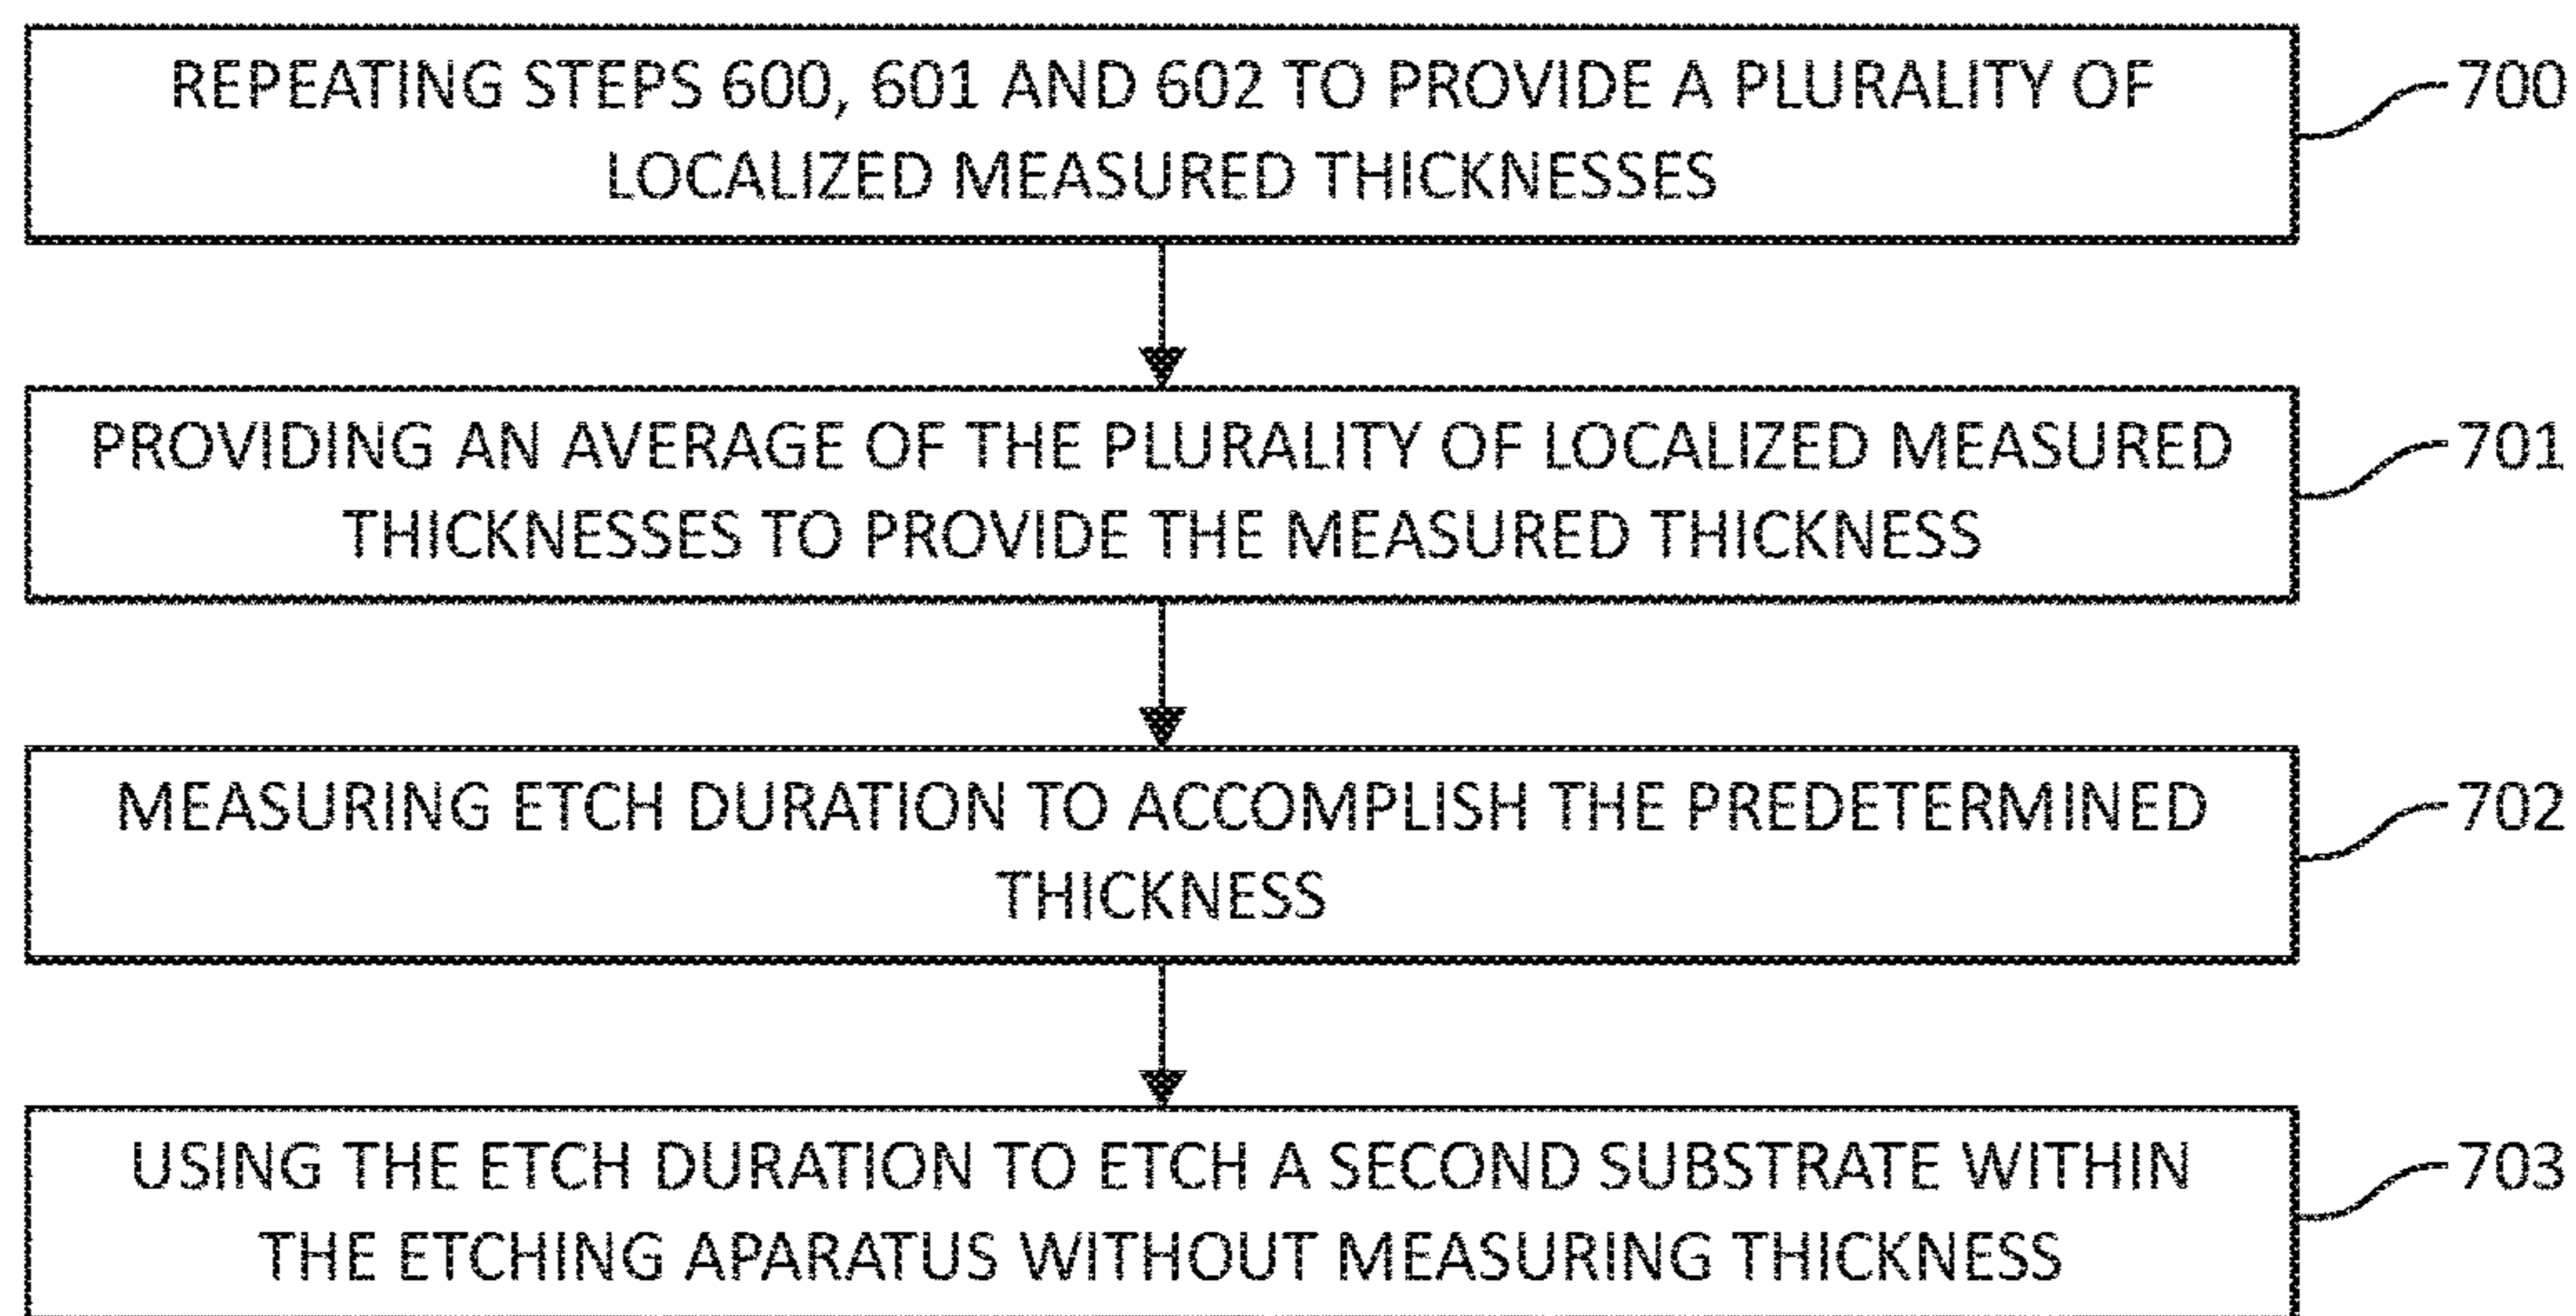 REPEATING STEPS 600, 601 AND 602 TO PROVIDE A PLURALITY OF
LOCALIZED MEASURED THICKNESSES
700
PROVIDING AN AVERAGE OF THE PLURALITY OF LOCALIZED MEASURED
THICKNESSES TO PROVIDE THE MEASURED THICKNESS
701
MEASURING ETCH DURATION TO ACCOMPLISH THE PREDETERMINED
THICKNESS
702
USING THE ETCH DURATION TO ETCH A SECOND SUBSTRATE WITHIN
THE ETCHING APARATUS WITHOUT MEASURING THICKNESS
703